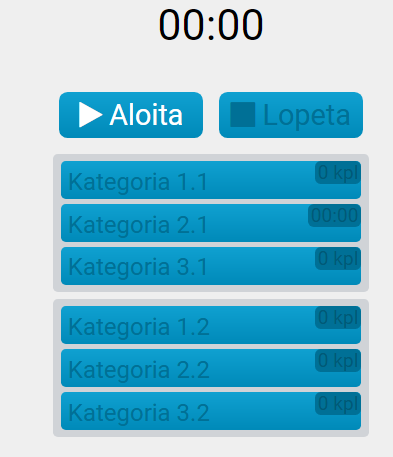 00:00
Aloita Lopeta
Kategoria 1.1 0 kpl
Kategoria 2.1 00:00
Kategoria 3.1 0 kpl
Kategoria 1.2 0 kpl
Kategoria 2.2 0 kpl
Kategoria 3.2 0 kpl